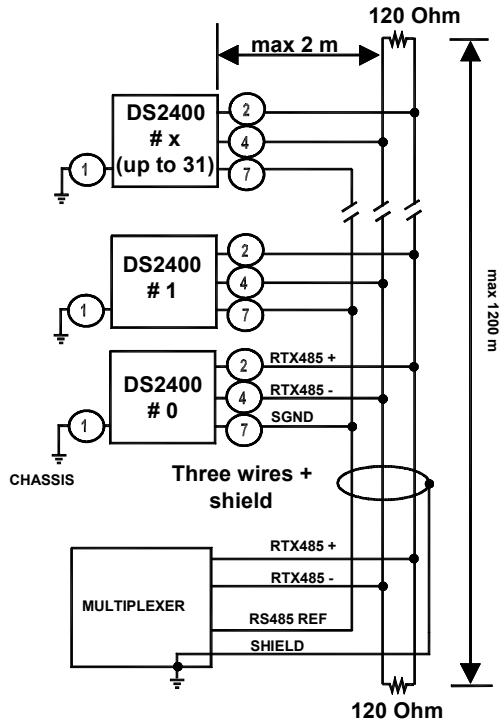 120 Ohm
max 2 m
DS2400
# x
(up to 31)
2
4
7
1
DS2400
# 1
2
4
7
1
max 1200 m
DS2400
# 0
2
4
7
1
RTX485 +
RTX485 -
SGND
CHASSIS
Three wires +
shield
MULTIPLEXER
RTX485 +
RTX485 -
RS485 REF
SHIELD
120 Ohm